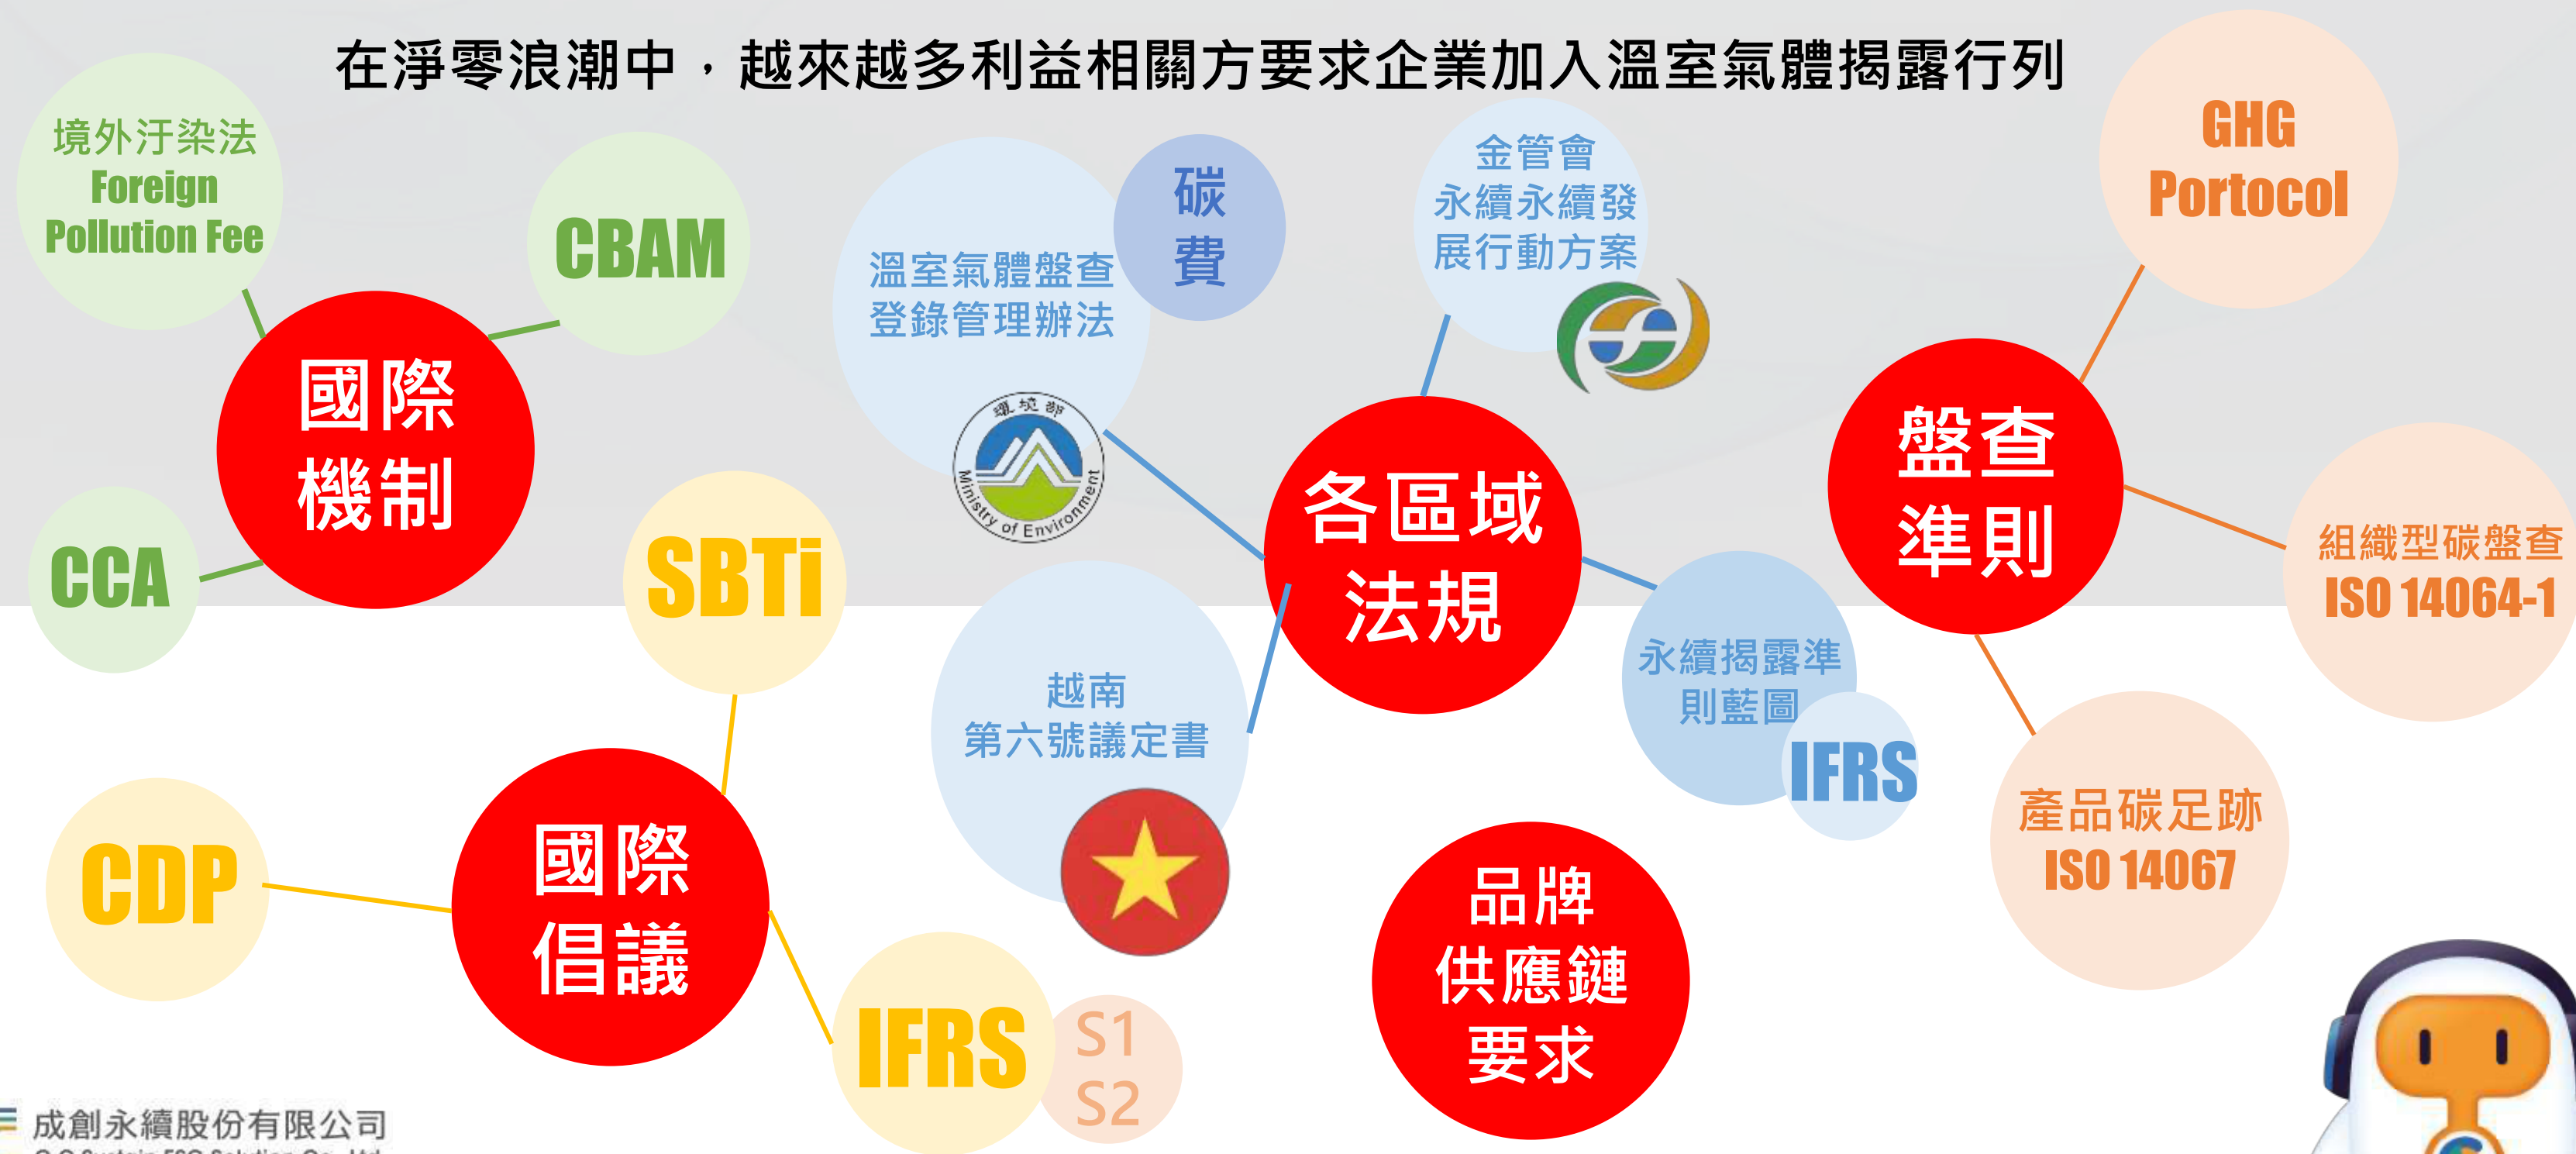 在淨零浪潮中，越來越多利益相關方要求企業加入溫室氣體揭露行列
境外汙染法
Foreign
Pollution Fee
CBAM
國際
機制
CCA
SBTi
CDP
國際
倡議
IFRS
S1
S2
溫室氣體盤查
登錄管理辦法
碳
費
環境部
Ministry of Environment
金管會
永續永續發
展行動方案
各區域
法規
越南
第六號議定書
永續揭露準
則藍圖
IFRS
品牌
供應鏈
要求
GHG
Portocol
盤查
準則
組織型碳盤查
ISO 14064-1
產品碳足跡
ISO 14067
成創永續股份有限公司